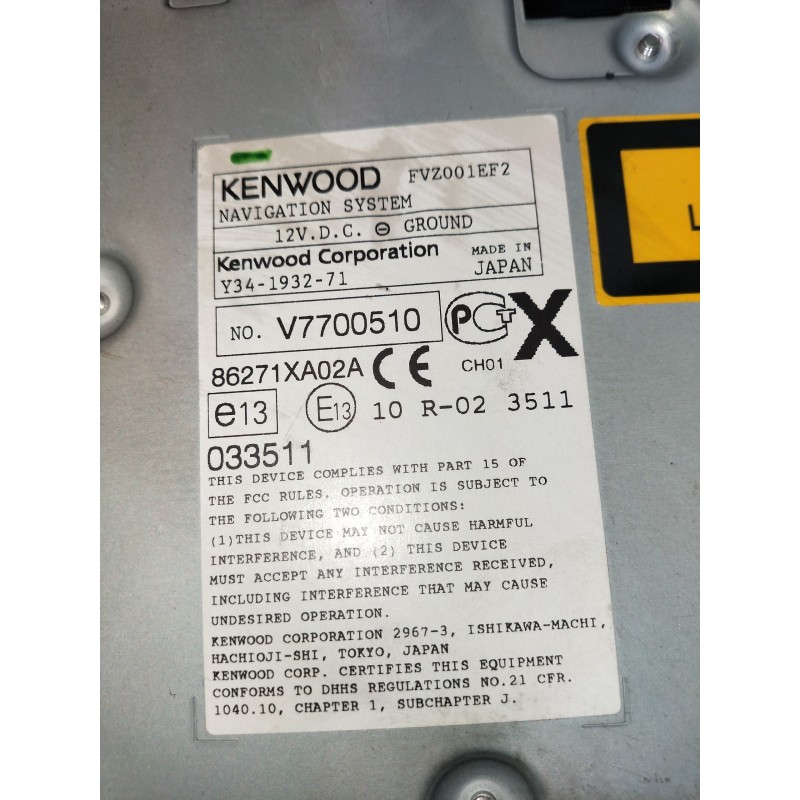 KENWOOD FVZ001EF2
NAVIGATION SYSTEM
12V.D.C. ⊖ GROUND
Kenwood Corporation MADE IN
Y34-1932-71 JAPAN
NO. V7700510 PCT X
86271XA02A CE CH01
e13 E13 10 R-02 3511
033511
THIS DEVICE COMPLIES WITH PART 15 OF
THE FCC RULES. OPERATION IS SUBJECT TO
THE FOLLOWING TWO CONDITIONS:
(1)THIS DEVICE MAY NOT CAUSE HARMFUL
INTERFERENCE, AND (2) THIS DEVICE
MUST ACCEPT ANY INTERFERENCE RECEIVED,
INCLUDING INTERFERENCE THAT MAY CAUSE
UNDESIRED OPERATION.
KENWOOD CORPORATION 2967-3, ISHIKAWA-MACHI,
HACHIOJI-SHI, TOKYO, JAPAN
KENWOOD CORP. CERTIFIES THIS EQUIPMENT
CONFORMS TO DHHS REGULATIONS NO.21 CFR.
1040.10, CHAPTER 1, SUBCHAPTER J.